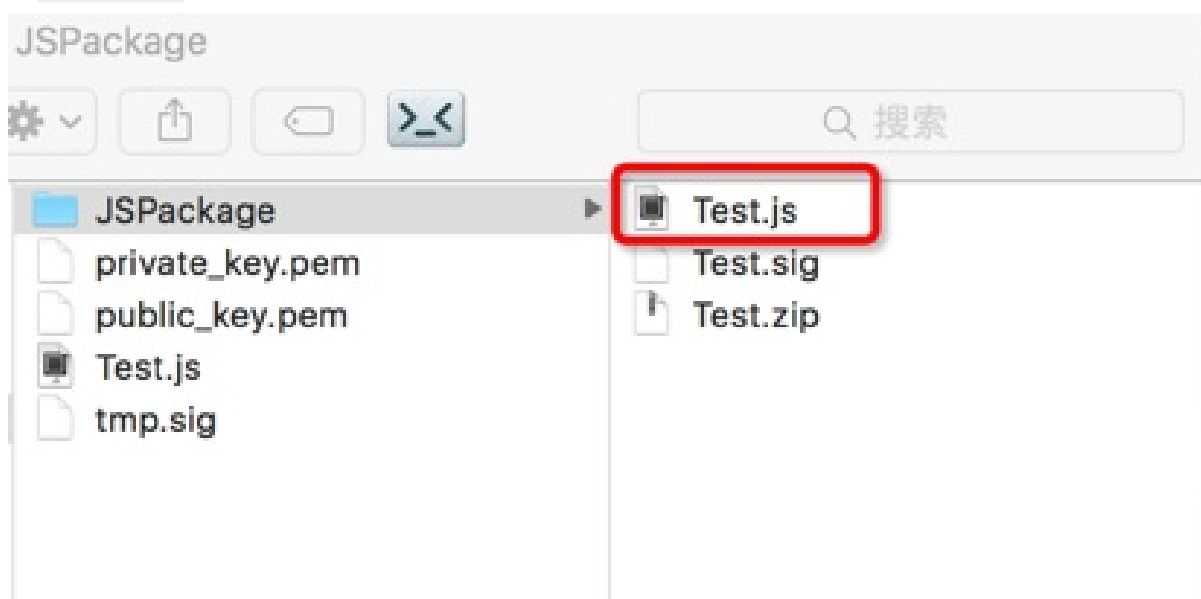 JSPackage
搜索
JSPackage
private_key.pem
public_key.pem
Test.js
tmp.sig
Test.js
Test.sig
Test.zip